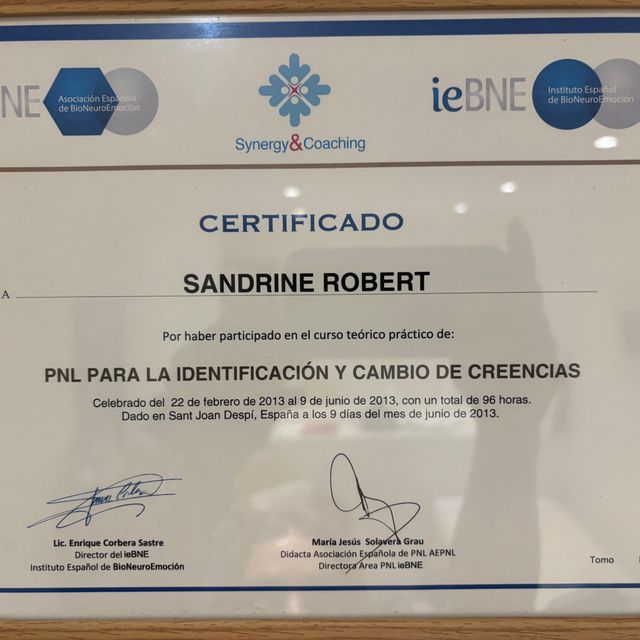 NE
Asociación Española
de BioNeuroEmoción
Synergy&Coaching
ieBNE
Instituto Español
de BioNeuroEmoción
CERTIFICADO
A SANDRINE ROBERT
Por haber participado en el curso teórico práctico de:
PNL PARA LA IDENTIFICACIÓN Y CAMBIO DE CREENCIAS
Celebrado del 22 de febrero de 2013 al 9 de junio de 2013, con un total de 96 horas.
Dado en Sant Joan Despí, España a los 9 días del mes de junio de 2013.
Lic. Enrique Corbera Sastre
Director del ieBNE
Instituto Español de BioNeuroEmoción
María Jesús Solavera Grau
Didacta Asociación Española de PNL AEPNL
Directora Area PNL ieBNE
Tomo